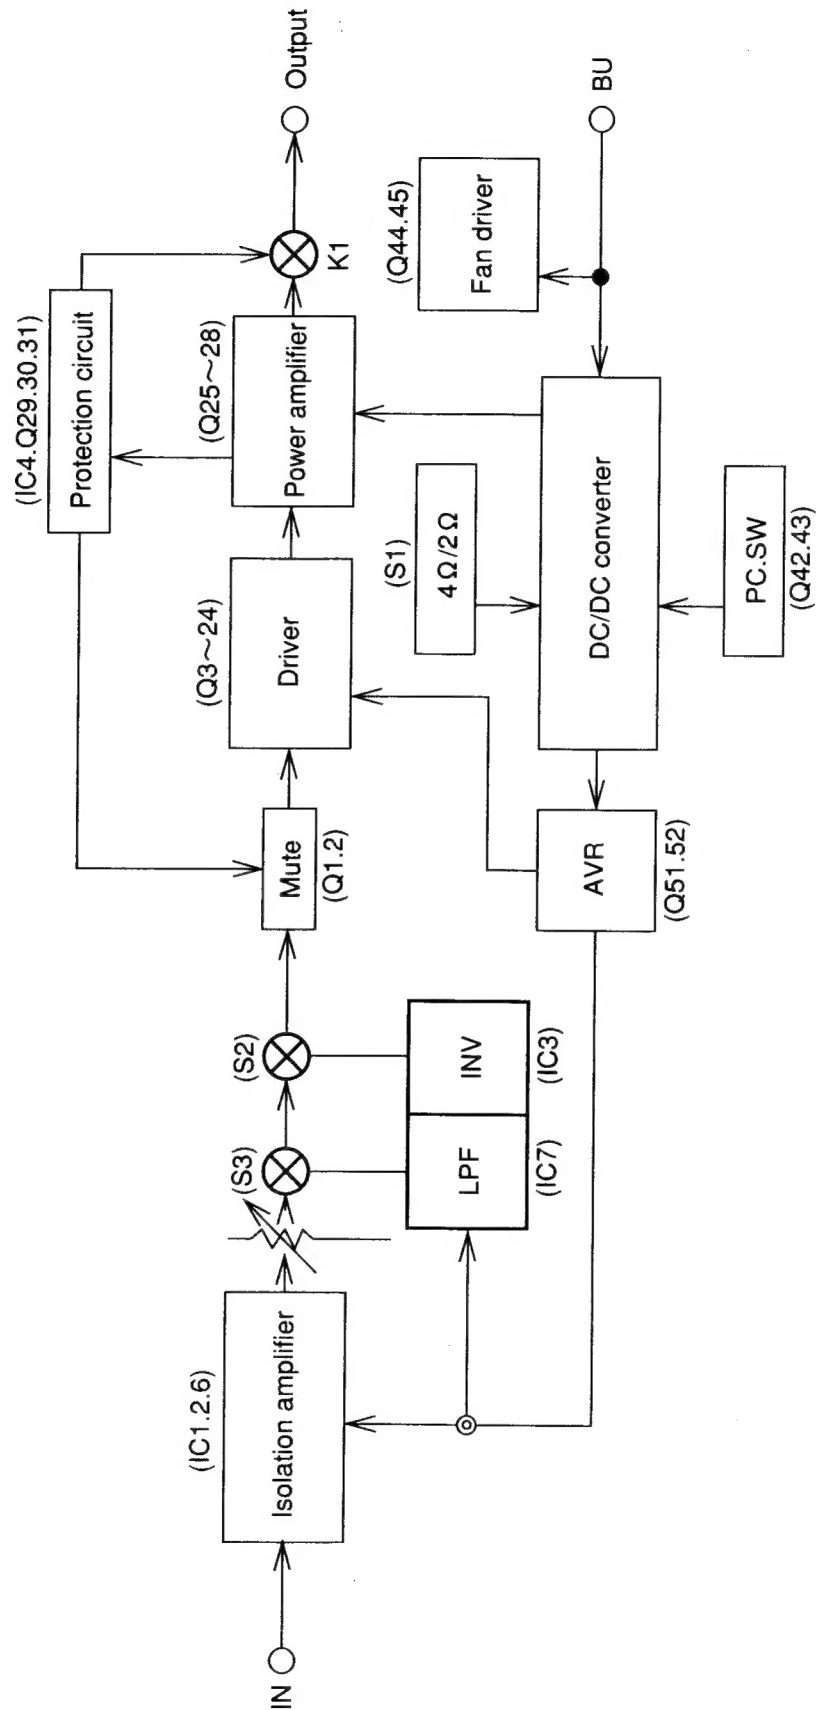 (IC4.Q29.30.31)
Protection circuit
(IC1.2.6)
Isolation amplifier
IN
(S3)
(S2)
Mute
(Q1.2)
(Q3～24)
Driver
(Q25～28)
Power amplifier
K1
Output
LPF
(IC7)
INV
(IC3)
(S1)
4Ω/2Ω
(Q44.45)
Fan driver
AVR
(Q51.52)
DC/DC converter
BU
PC.SW
(Q42.43)